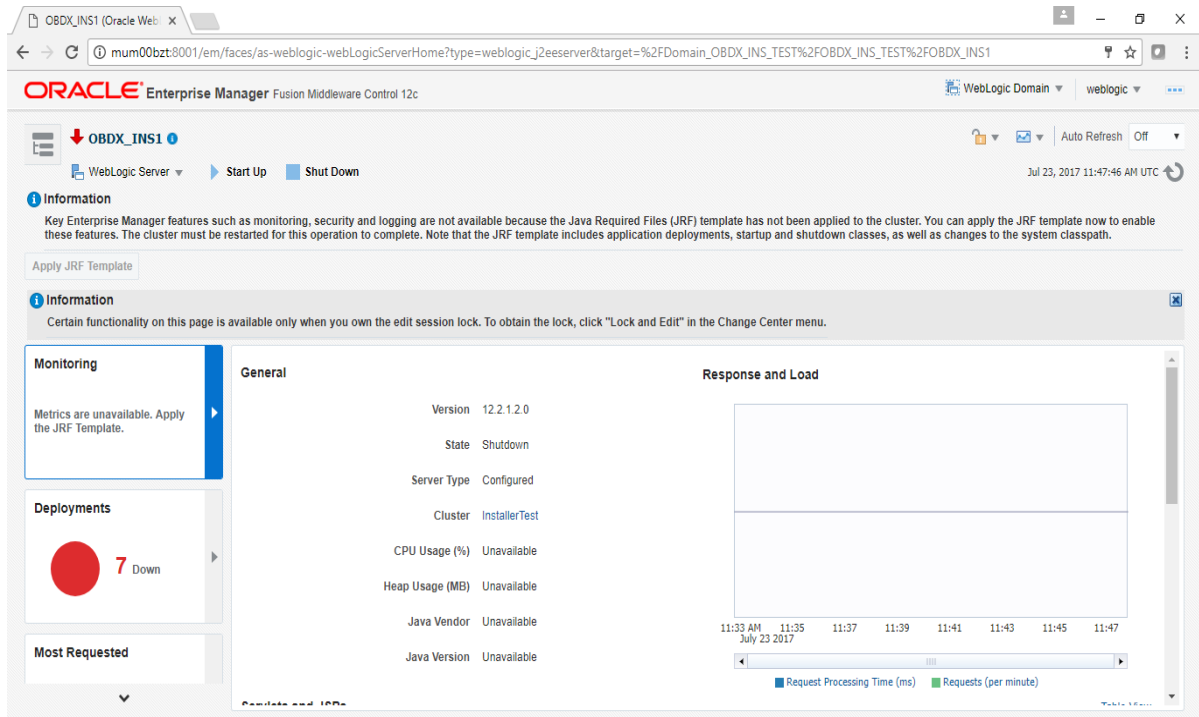 OBDX_INS1 (Oracle Web
mum00bzt:8001/em/faces/as-weblogic-webLogicServerHome?type=weblogic_j2eeserver&target=%2FDomain_OBDX_INS_TEST%2FOBDX_INS_TEST%2FOBDX_INS1
ORACLE Enterprise Manager Fusion Middleware Control 12c
WebLogic Domain
weblogic
OBDX_INS1
Auto Refresh Off
WebLogic Server
Start Up
Shut Down
Jul 23, 2017 11:47:46 AM UTC
Information
Key Enterprise Manager features such as monitoring, security and logging are not available because the Java Required Files (JRF) template has not been applied to the cluster. You can apply the JRF template now to enable
these features. The cluster must be restarted for this operation to complete. Note that the JRF template includes application deployments, startup and shutdown classes, as well as changes to the system classpath.
Apply JRF Template
Information
Certain functionality on this page is available only when you own the edit session lock. To obtain the lock, click "Lock and Edit" in the Change Center menu.
Monitoring
Metrics are unavailable. Apply
the JRF Template.
Deployments
7 Down
Most Requested
General
Version 12.2.1.2.0
State Shutdown
Server Type Configured
Cluster InstallerTest
CPU Usage (%) Unavailable
Heap Usage (MB) Unavailable
Java Vendor Unavailable
Java Version Unavailable
Response and Load
11:33 AM 11:35 11:37 11:39 11:41 11:43 11:45 11:47
July 23 2017
Request Processing Time (ms) Requests (per minute)
Servlets and JSPs
Table View